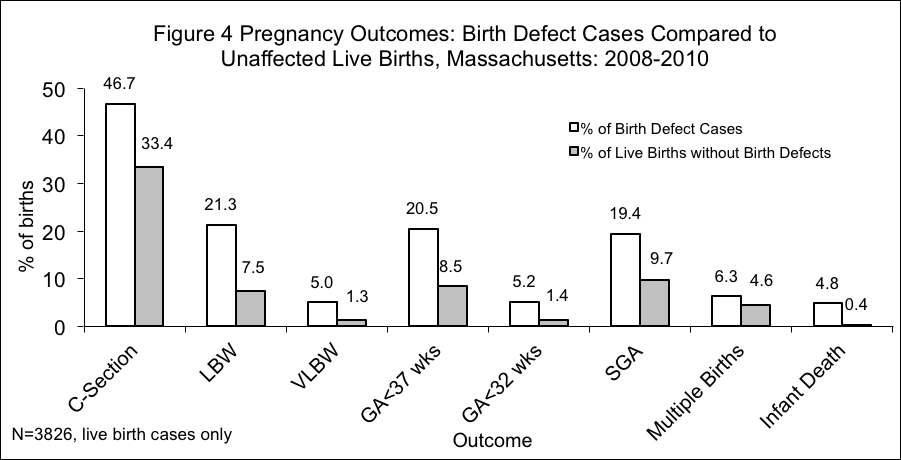 Figure 4 Pregnancy Outcomes: Birth Defect Cases Compared to
Unaffected Live Births, Massachusetts: 2008-2010
% of births
50
40
30
20
10
0
46.7
33.4
21.3
7.5
5.0
1.3
20.5
8.5
5.2
1.4
19.4
9.7
6.3
4.6
4.8
0.4
% of Birth Defect Cases
% of Live Births without Birth Defects
C-Section
LBW
VLBW
GA<37 wks
GA<32 wks
SGA
Multiple Births
Infant Death
Outcome
N=3826, live birth cases only